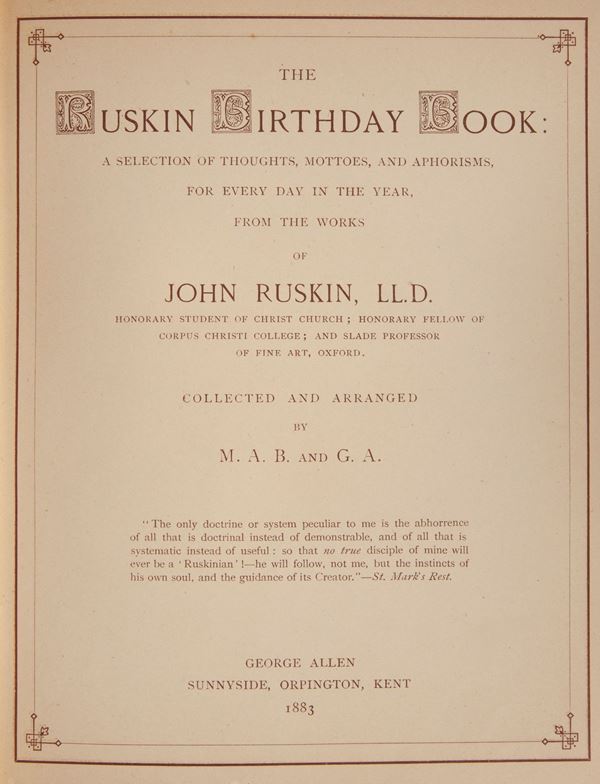 THE
RUSKIN BIRTHDAY BOOK:
A SELECTION OF THOUGHTS, MOTTOES, AND APHORISMS,
FOR EVERY DAY IN THE YEAR,
FROM THE WORKS
OF
JOHN RUSKIN, LL.D.
HONORARY STUDENT OF CHRIST CHURCH; HONORARY FELLOW OF
CORPUS CHRISTI COLLEGE; AND SLADE PROFESSOR
OF FINE ART, OXFORD.
COLLECTED AND ARRANGED
BY
M. A. B. AND G. A.
"The only doctrine or system peculiar to me is the abhorrence
of all that is doctrinal instead of demonstrable, and of all that is
systematic instead of useful: so that no true disciple of mine will
ever be a 'Ruskinian'!—he will follow, not me, but the instincts of
his own soul, and the guidance of its Creator."—St. Mark's Rest.
GEORGE ALLEN
SUNNYSIDE, ORPINGTON, KENT
1883